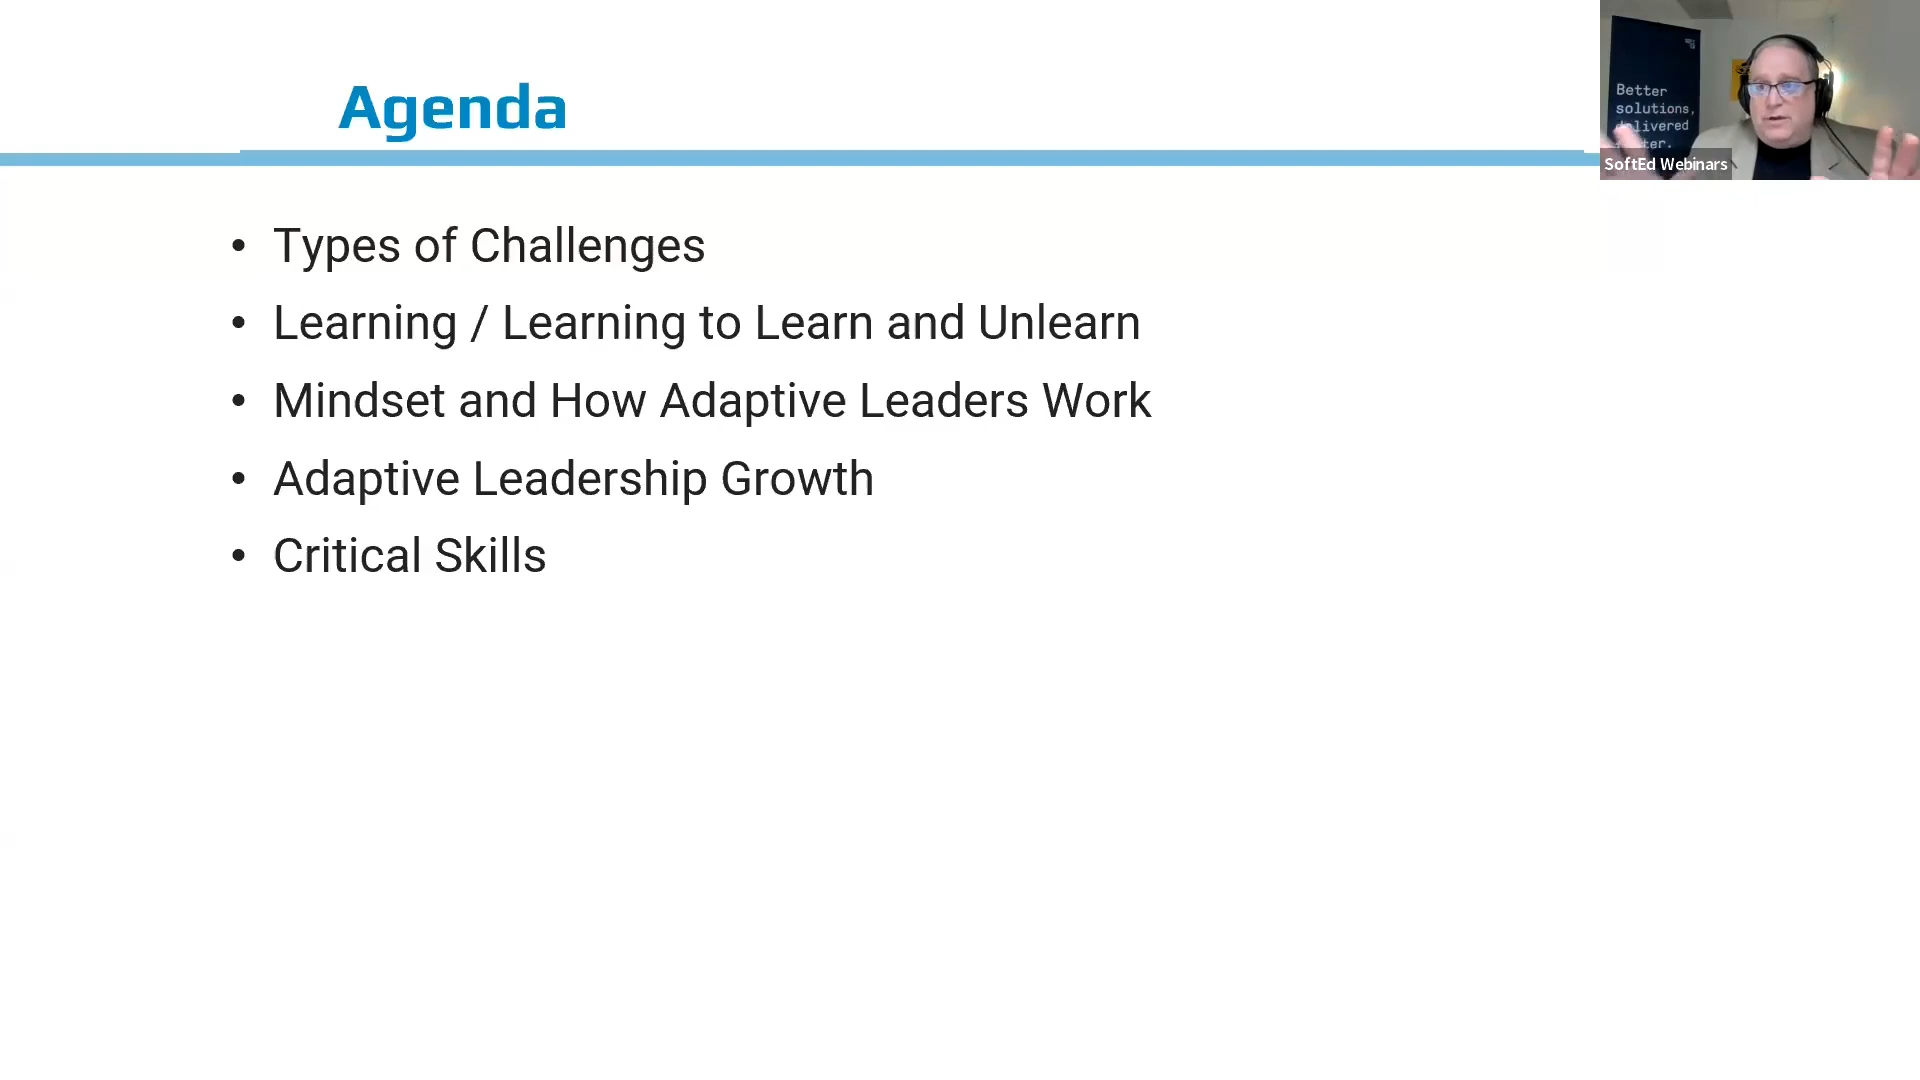 Agenda
• Types of Challenges
• Learning / Learning to Learn and Unlearn
• Mindset and How Adaptive Leaders Work
• Adaptive Leadership Growth
• Critical Skills
Better
solutions,
delivered
SoftEd Webinars